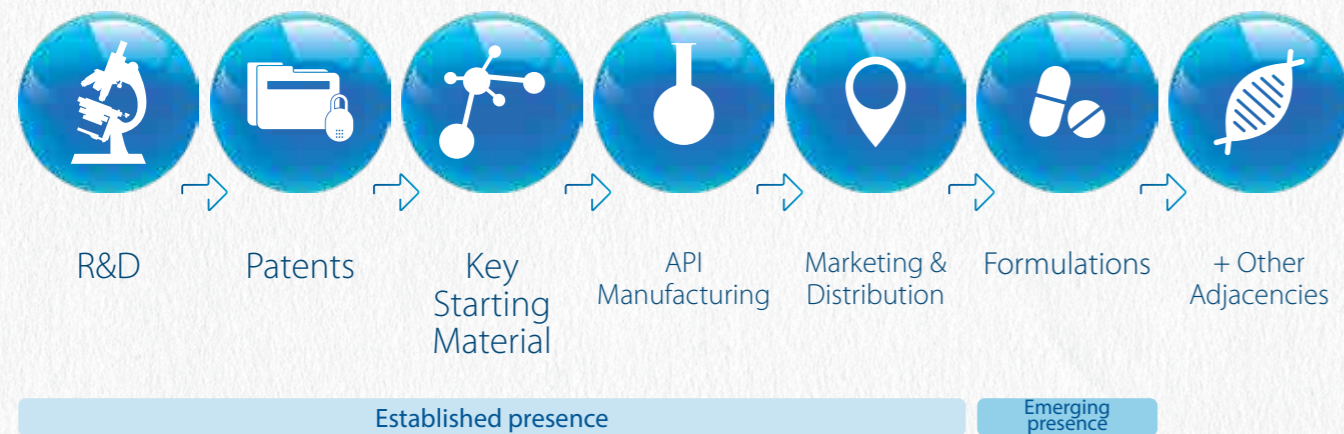 R&D
Patents
Key
Starting
Material
API
Manufacturing
Marketing &
Distribution
Formulations
+ Other
Adjacencies
Established presence
Emerging
presence